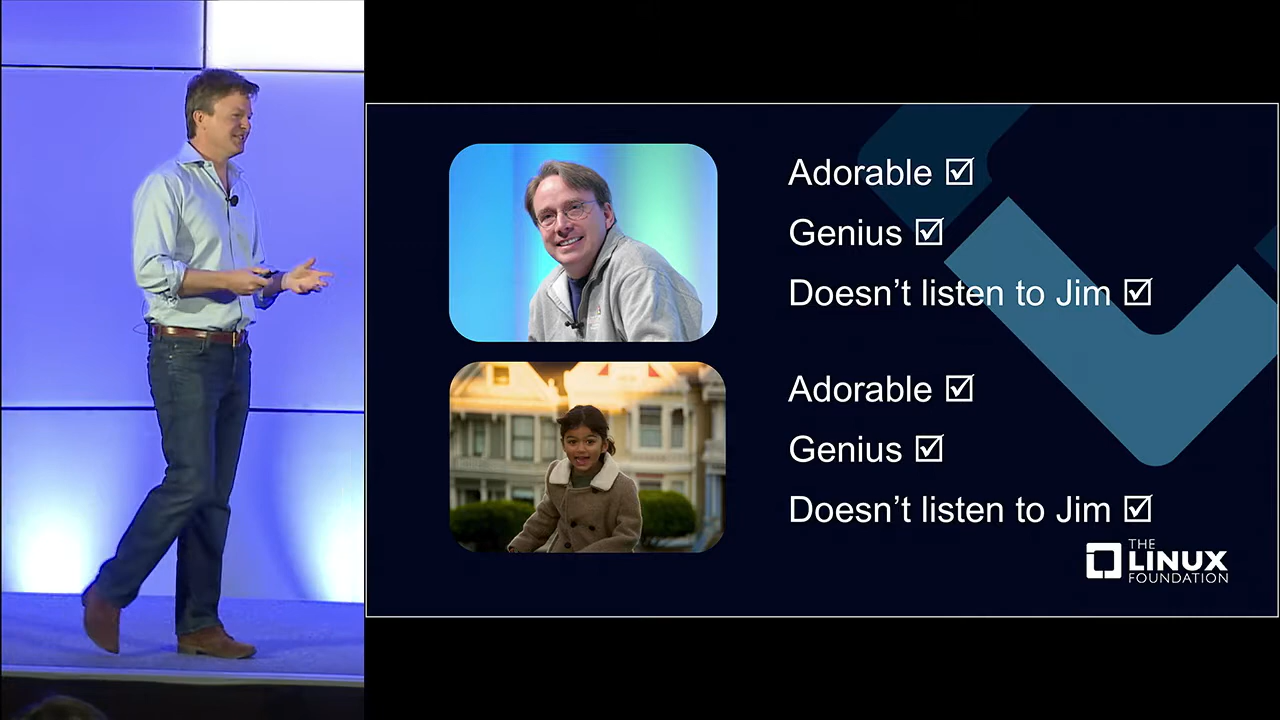 Adorable ☑
Genius ☑
Doesn’t listen to Jim ☑
Adorable ☑
Genius ☑
Doesn’t listen to Jim ☑
THE
LINUX
FOUNDATION